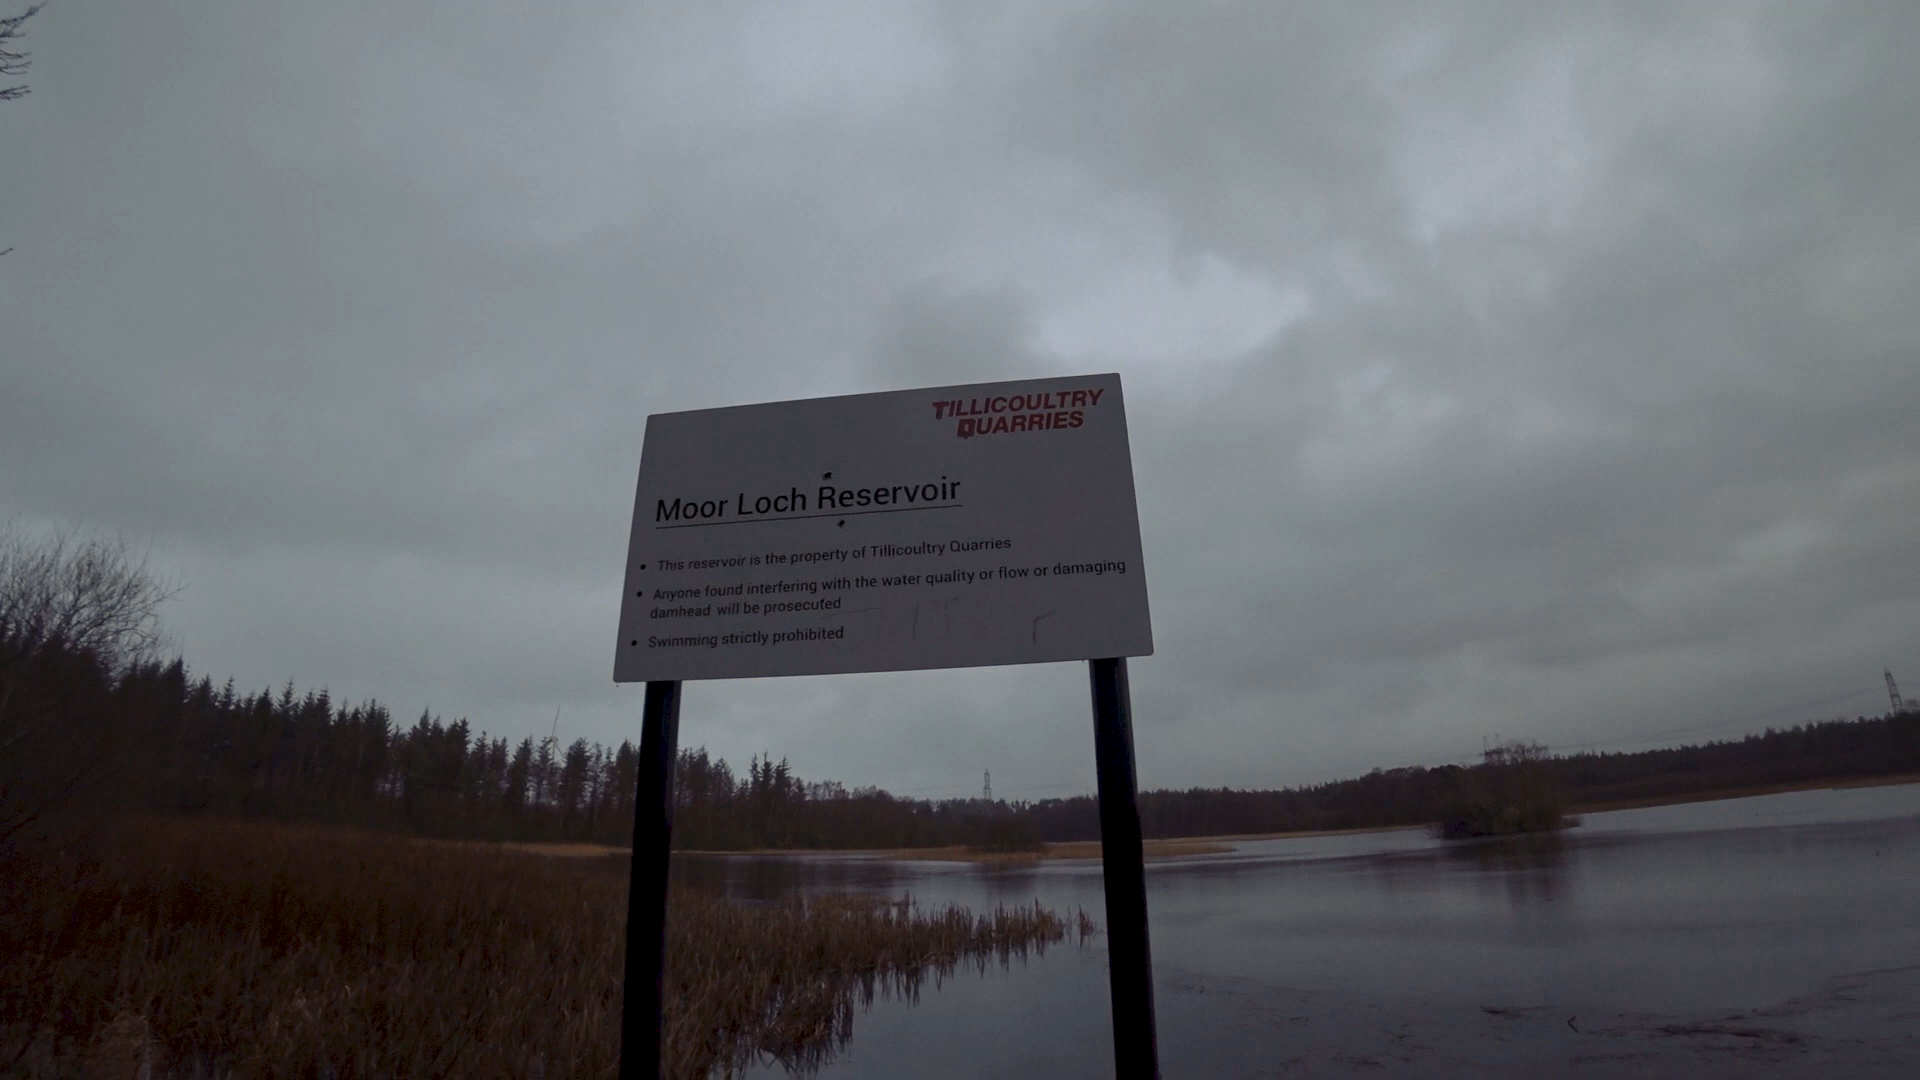 TILLICOULTRY
QUARRIES
Moor Loch Reservoir
• This reservoir is the property of Tillicoultry Quarries
• Anyone found interfering with the water quality or flow or damaging
damhead will be prosecuted
• Swimming strictly prohibited